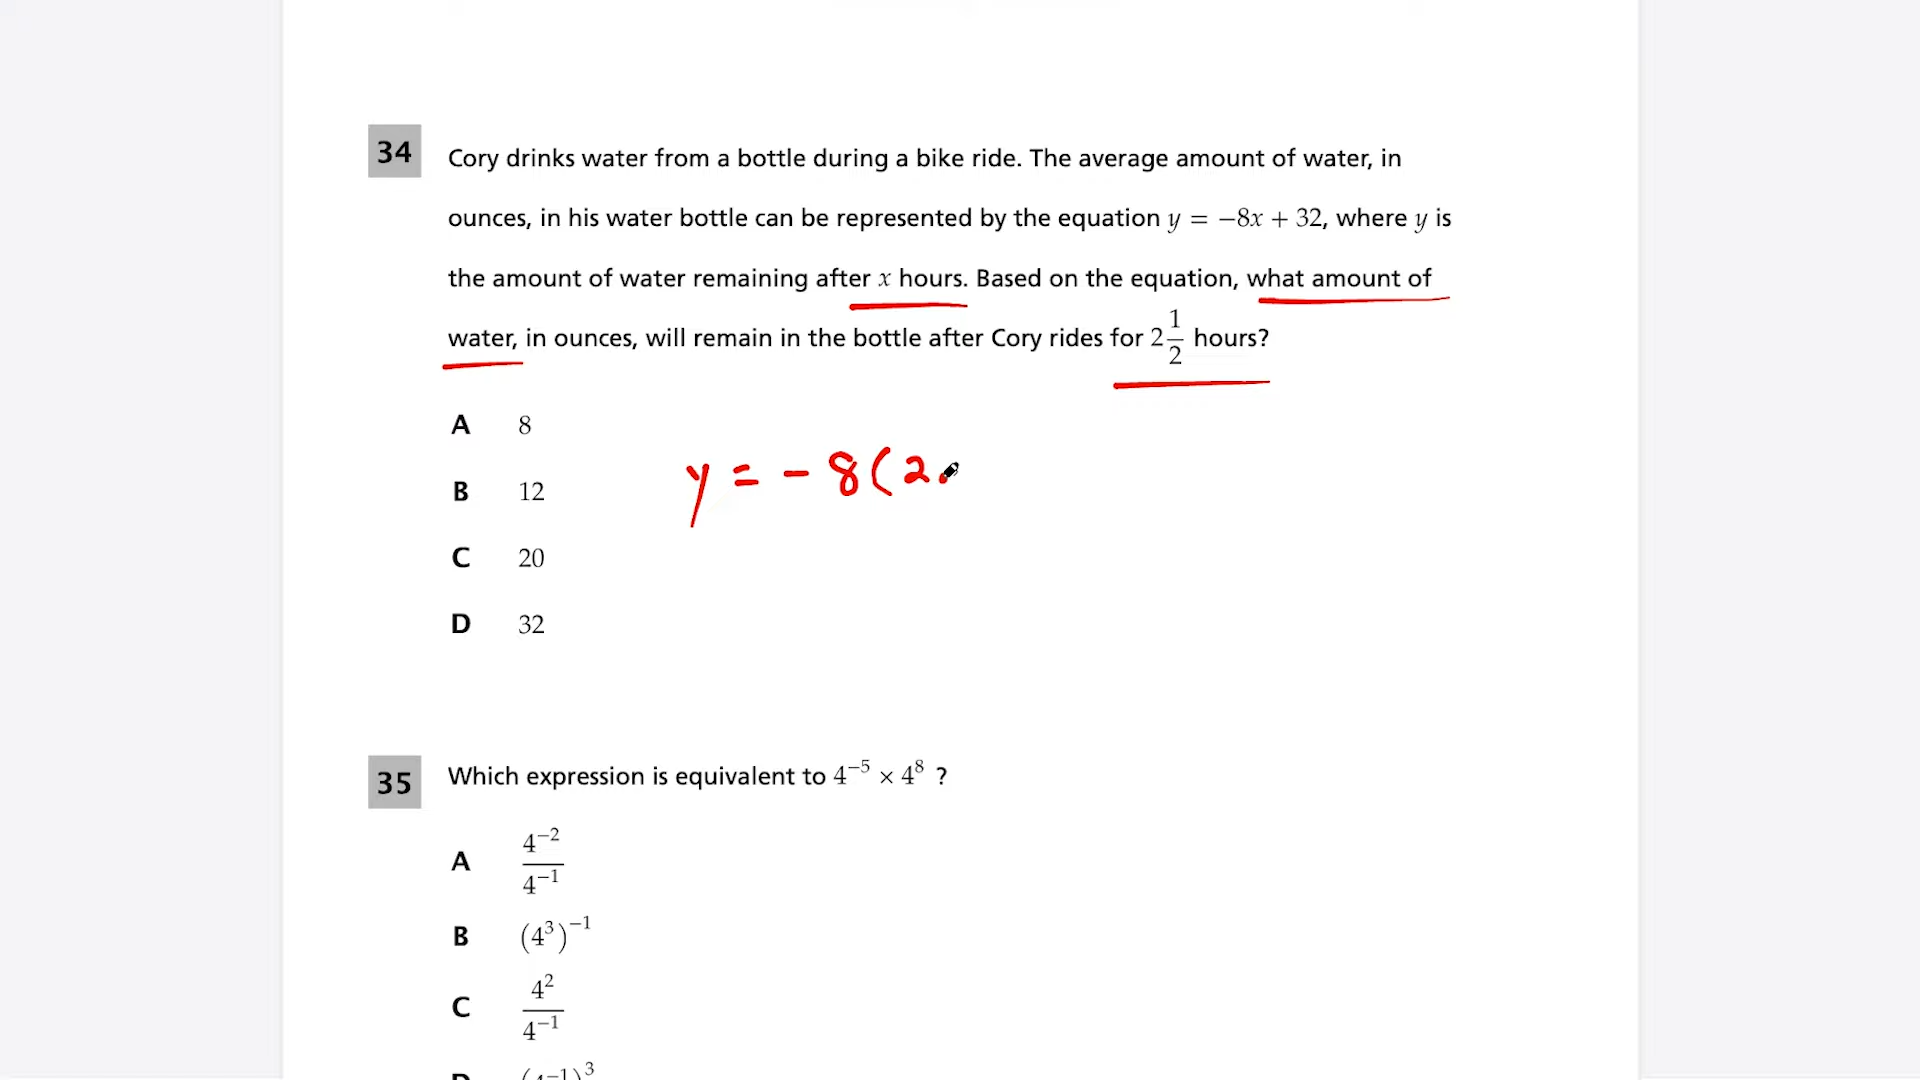 34 Cory drinks water from a bottle during a bike ride. The average amount of water, in
ounces, in his water bottle can be represented by the equation y = −8x + 32, where y is
the amount of water remaining after x hours. Based on the equation, what amount of
water, in ounces, will remain in the bottle after Cory rides for 2 1/2 hours?
A 8
y = - 8(2.
B 12
C 20
D 32
35 Which expression is equivalent to 4⁻⁵ × 4⁸ ?
A 4⁻²/4⁻¹
B (4³)⁻¹
C 4²/4⁻¹
D (4⁻¹)³